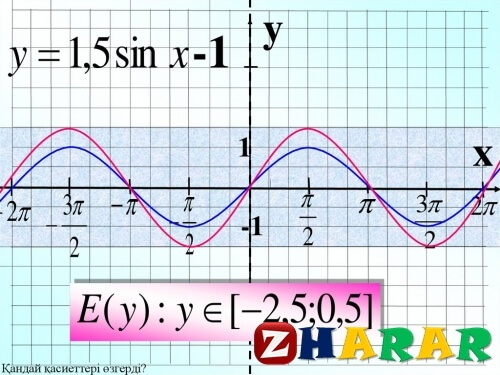 y = 1,5 sin x -1
y
1
x
-2π -3π/2 -π -π/2 π/2 π 3π/2 2π
-1
E(y) : y ∈ [-2,5;0,5]
ZHARAR
Қандай қасиеттері өзгерді?